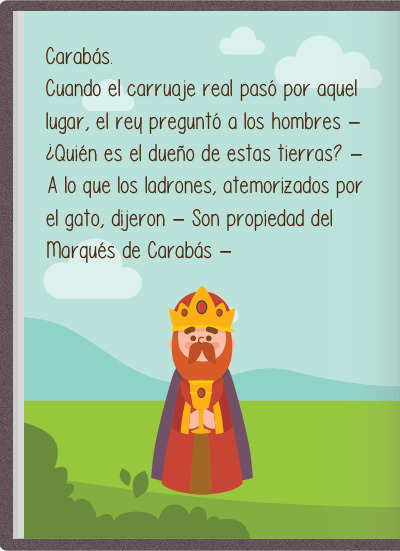 Carabás.
Cuando el carruaje real pasó por aquel
lugar, el rey preguntó a los hombres –
¿Quién es el dueño de estas tierras? –
A lo que los ladrones, atemorizados por
el gato, dijeron – Son propiedad del
Marqués de Carabás –